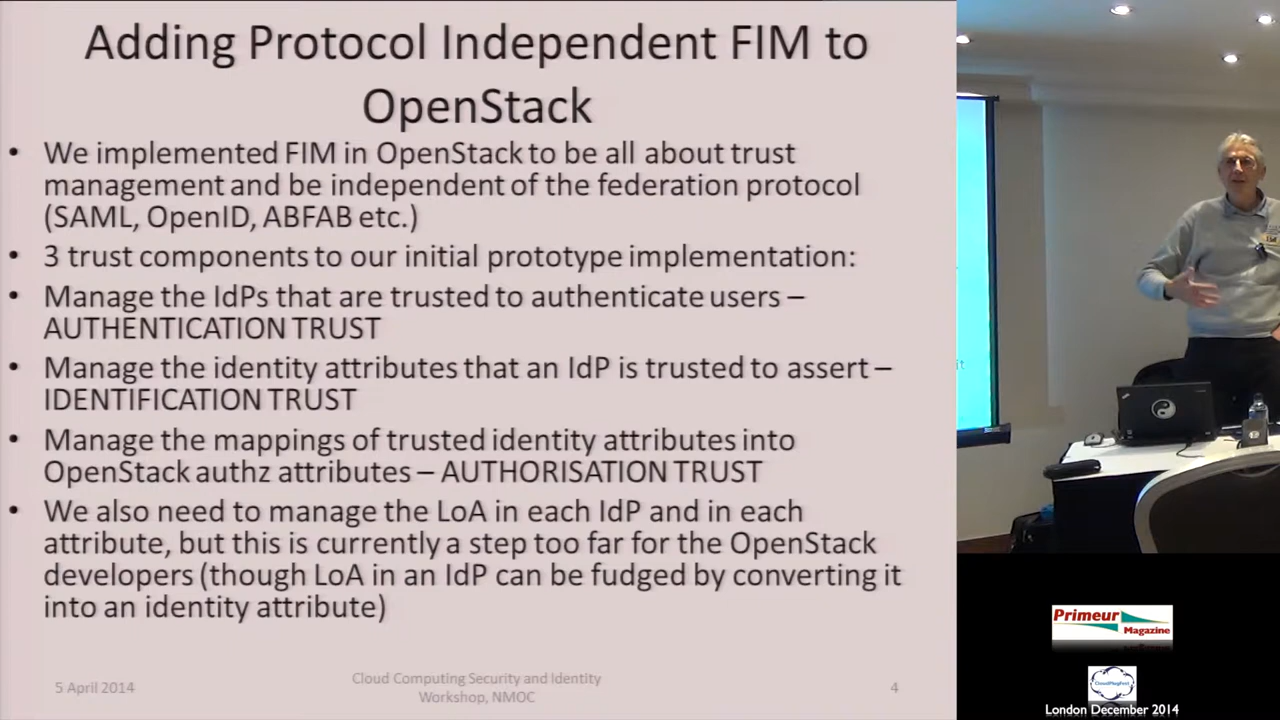 Adding Protocol Independent FIM to
OpenStack
• We implemented FIM in OpenStack to be all about trust
management and be independent of the federation protocol
(SAML, OpenID, ABFAB etc.)
• 3 trust components to our initial prototype implementation:
• Manage the IdPs that are trusted to authenticate users –
AUTHENTICATION TRUST
• Manage the identity attributes that an IdP is trusted to assert –
IDENTIFICATION TRUST
• Manage the mappings of trusted identity attributes into
OpenStack authz attributes – AUTHORISATION TRUST
• We also need to manage the LoA in each IdP and in each
attribute, but this is currently a step too far for the OpenStack
developers (though LoA in an IdP can be fudged by converting it
into an identity attribute)
5 April 2014
Cloud Computing Security and Identity
Workshop, NMOC
4
it
Primeur
Magazine
CloudPlugfest
London December 2014